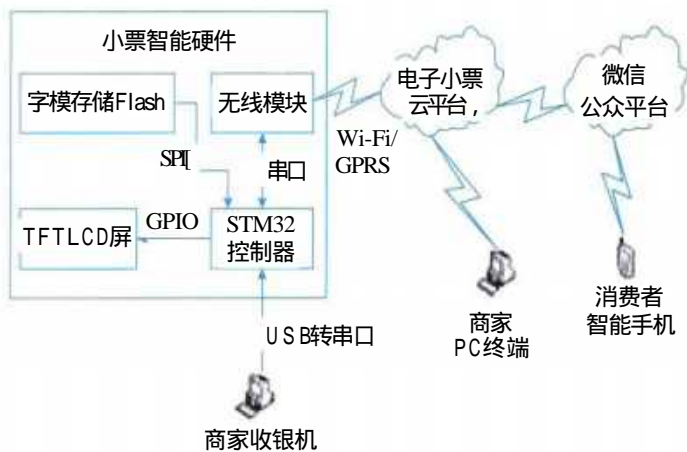 小票智能硬件
字模存储Flash
无线模块
电子小票
云平台，
微信
公众平台
SPI[
串口
Wi-Fi/
GPRS
TFTLCD屏
GPIO
STM32
控制器
USB转串口
商家
PC终端
消费者
智能手机
商家收银机